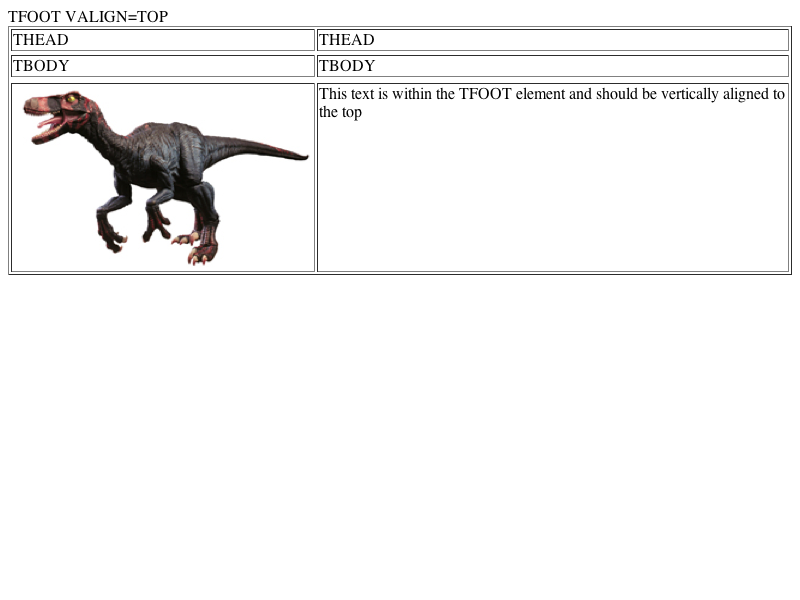 TFOOT VALIGN=TOP
THEAD THEAD
TBODY TBODY
This text is within the TFOOT element and should be vertically aligned to
the top